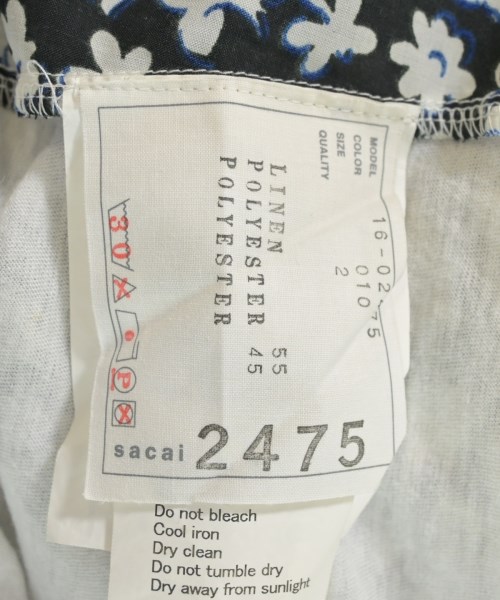 MODEL 16-02 75
COLOR 010
SIZE 2
QUALITY
LINEN 55
POLYESTER 45
POLYESTER
30 P
sacai 2475
Do not bleach
Cool iron
Dry clean
Do not tumble dry
Dry away from sunlight